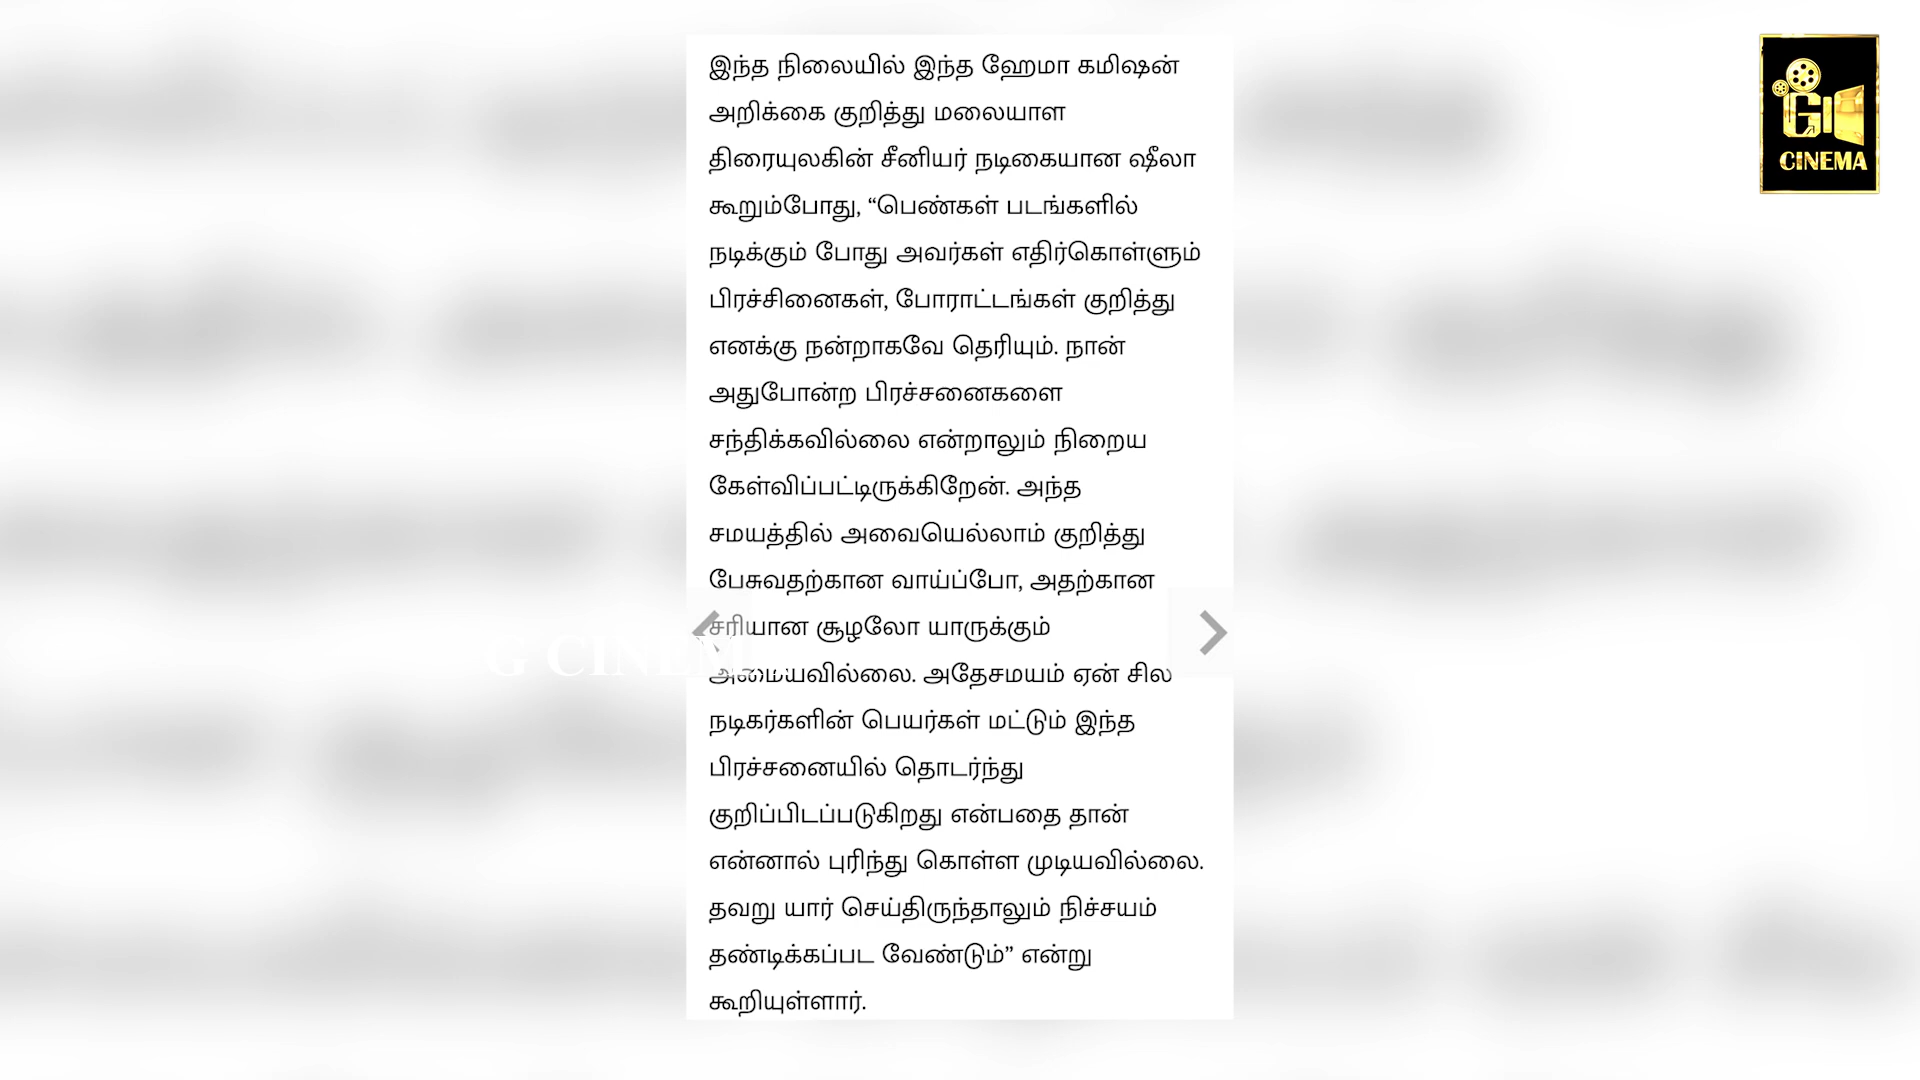 இந்த நிலையில் இந்த ஹேமா கமிஷன்
அறிக்கை குறித்து மலையாள
திரையுலகின் சீனியர் நடிகையான ஷீலா
கூறும்போது, “பெண்கள் படங்களில்
நடிக்கும் போது அவர்கள் எதிர்கொள்ளும்
பிரச்சினைகள், போராட்டங்கள் குறித்து
எனக்கு நன்றாகவே தெரியும். நான்
அதுபோன்ற பிரச்சனைகளை
சந்திக்கவில்லை என்றாலும் நிறைய
கேள்விப்பட்டிருக்கிறேன். அந்த
சமயத்தில் அவையெல்லாம் குறித்து
பேசுவதற்கான வாய்ப்போ, அதற்கான
சரியான சூழலோ யாருக்கும்
அமையவில்லை. அதேசமயம் ஏன் சில
நடிகர்களின் பெயர்கள் மட்டும் இந்த
பிரச்சனையில் தொடர்ந்து
குறிப்பிடப்படுகிறது என்பதை தான்
என்னால் புரிந்து கொள்ள முடியவில்லை.
தவறு யார் செய்திருந்தாலும் நிச்சயம்
தண்டிக்கப்பட வேண்டும்” என்று
கூறியுள்ளார்.
G CINEMA
G
CINEMA